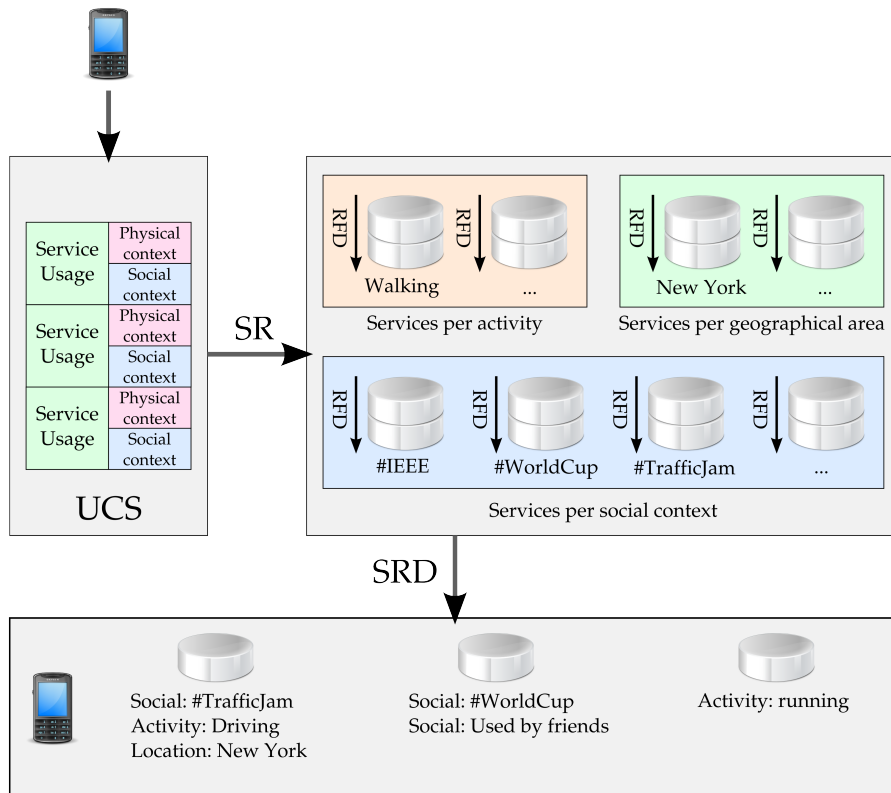 Service
Usage
Physical
context
Social
context
Service
Usage
Physical
context
Social
context
Service
Usage
Physical
context
Social
context
UCS
SR
RFD
RFD
Walking
...
Services per activity
RFD
RFD
New York
...
Services per geographical area
RFD
RFD
RFD
RFD
#IEEE
#WorldCup
#TrafficJam
...
Services per social context
SRD
Social: #TrafficJam
Activity: Driving
Location: New York
Social: #WorldCup
Social: Used by friends
Activity: running